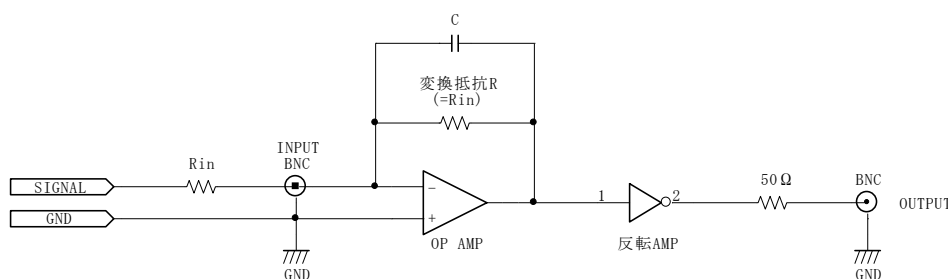 C
変換抵抗R
(=Rin)
INPUT
BNC
Rin
SIGNAL
GND
GND
−
+
OP AMP
1
2
反転AMP
50Ω
BNC
OUTPUT
GND